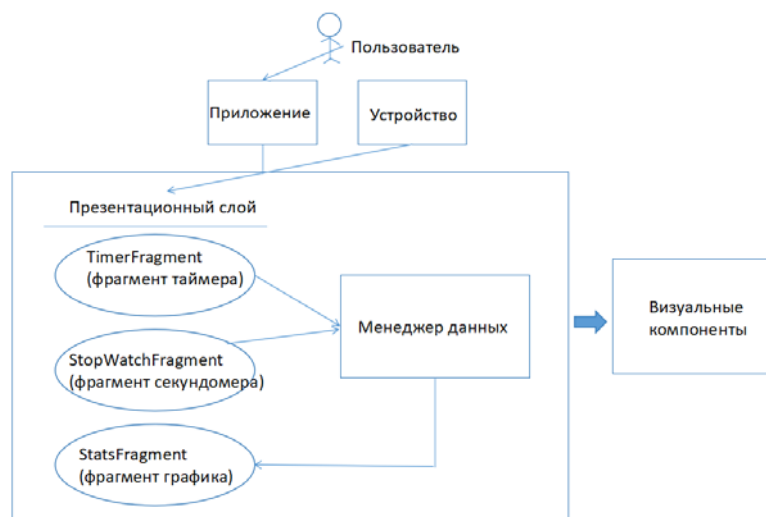 Пользователь
Приложение
Устройство
Презентационный слой
TimerFragment
(фрагмент таймера)
StopWatchFragment
(фрагмент секундомера)
StatsFragment
(фрагмент графика)
Менеджер данных
Визуальные
компоненты